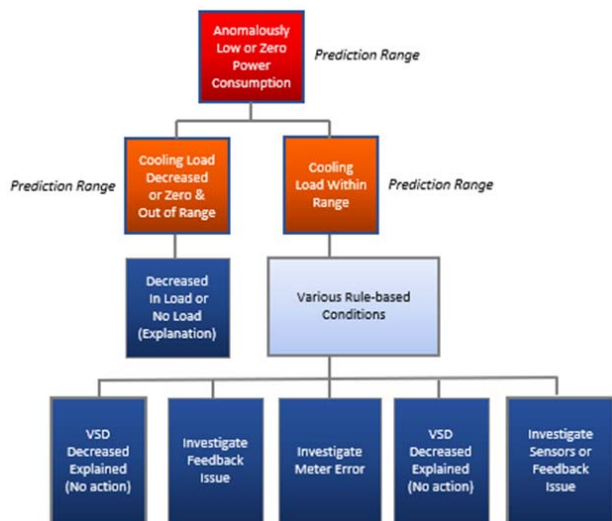 Anomalously
Low or Zero
Power
Consumption
Prediction Range
Prediction Range
Cooling Load
Decreased
or Zero &
Out of Range
Cooling
Load Within
Range
Prediction Range
Decreased
In Load or
No Load
(Explanation)
Various Rule-based
Conditions
VSD
Decreased
Explained
(No action)
Investigate
Feedback
Issue
Investigate
Meter Error
VSD
Decreased
Explained
(No action)
Investigate
Sensors or
Feedback
Issue